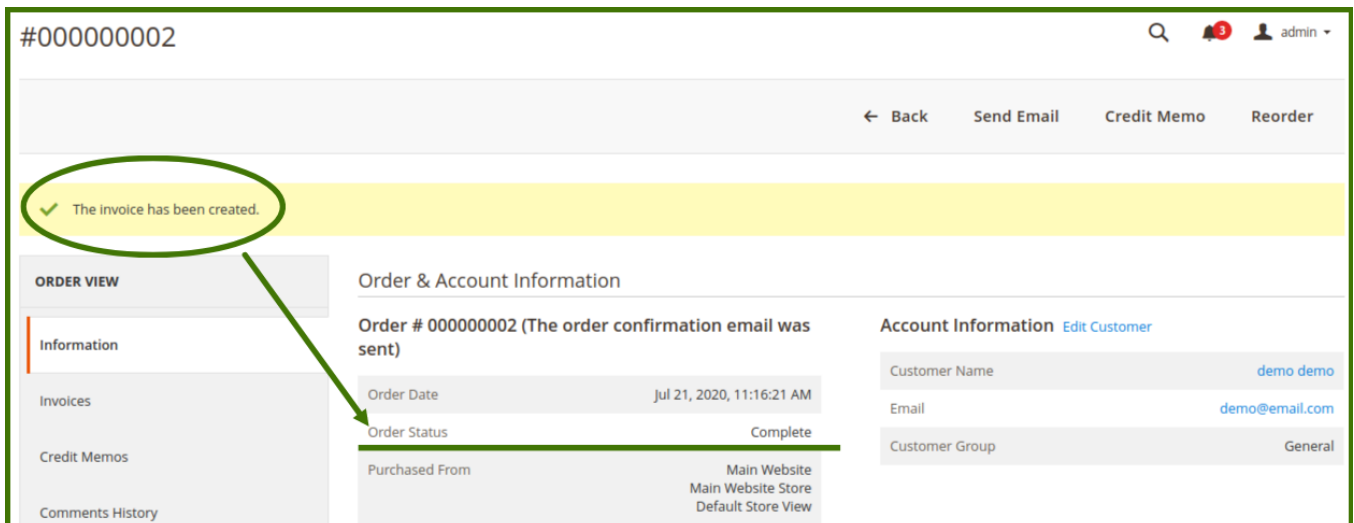 #000000002
3
admin
Back
Send Email
Credit Memo
Reorder
The invoice has been created.
ORDER VIEW
Information
Invoices
Credit Memos
Comments History
Order & Account Information
Order # 000000002 (The order confirmation email was
sent)
Order Date Jul 21, 2020, 11:16:21 AM
Order Status Complete
Purchased From Main Website
Main Website Store
Default Store View
Account Information Edit Customer
Customer Name demo demo
Email demo@email.com
Customer Group General